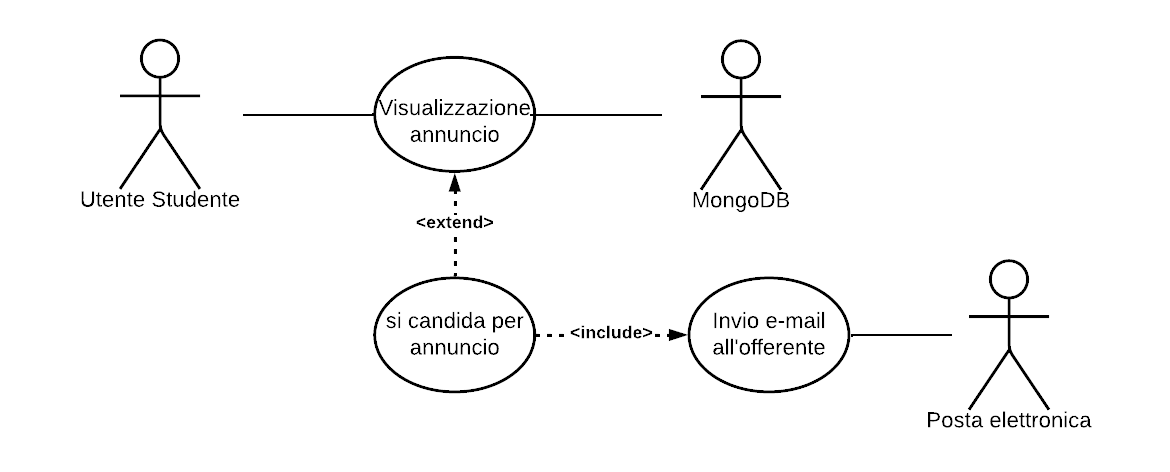 Visualizzazione
annuncio
Utente Studente
MongoDB
<extend>
si candida per
annuncio
<include>
Invio e-mail
all'offerente
Posta elettronica